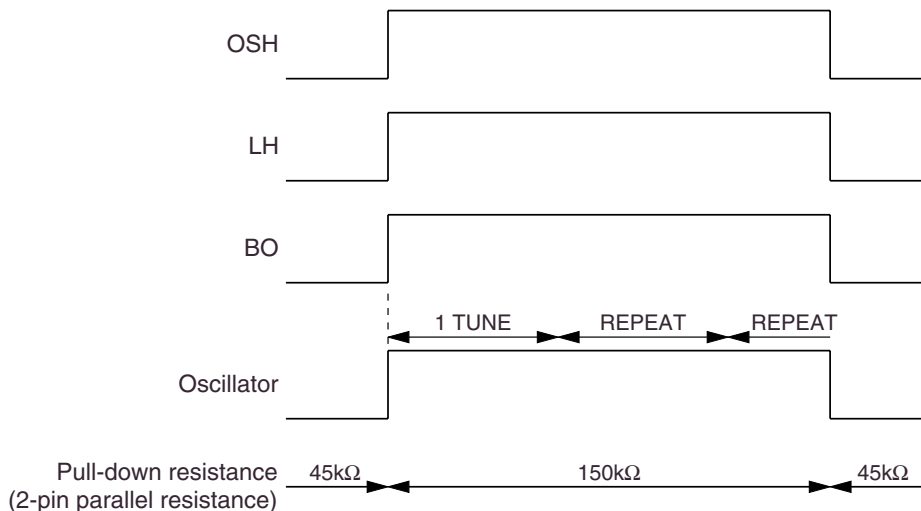 OSH
LH
BO
1 TUNE REPEAT REPEAT
Oscillator
Pull-down resistance
(2-pin parallel resistance)
45kΩ 150kΩ 45kΩ